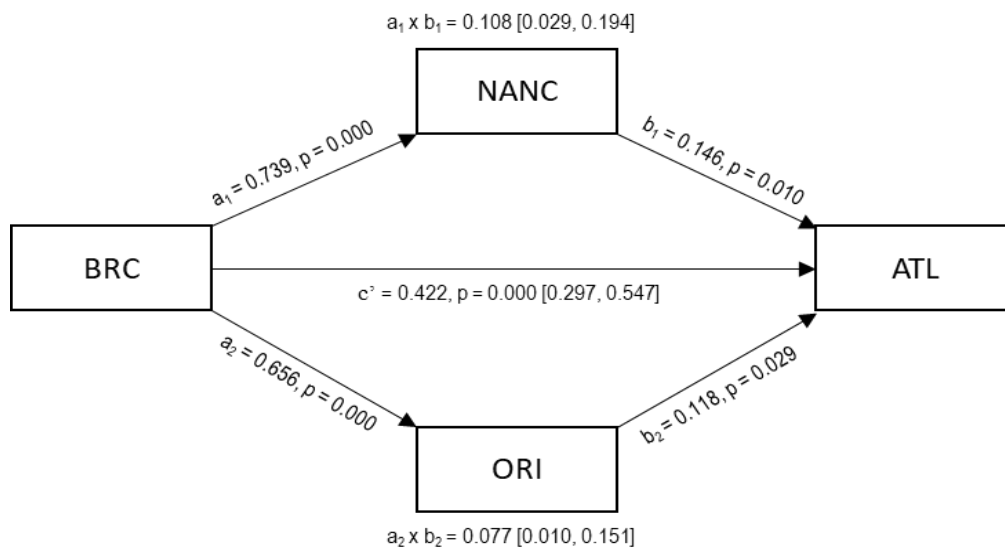 a₁ x b₁ = 0.108 [0.029, 0.194]
NANC
a₁ = 0.739, p = 0.000
b₁ = 0.146, p = 0.010
BRC
ATL
c' = 0.422, p = 0.000 [0.297, 0.547]
a₂ = 0.656, p = 0.000
b₂ = 0.118, p = 0.029
ORI
a₂ x b₂ = 0.077 [0.010, 0.151]